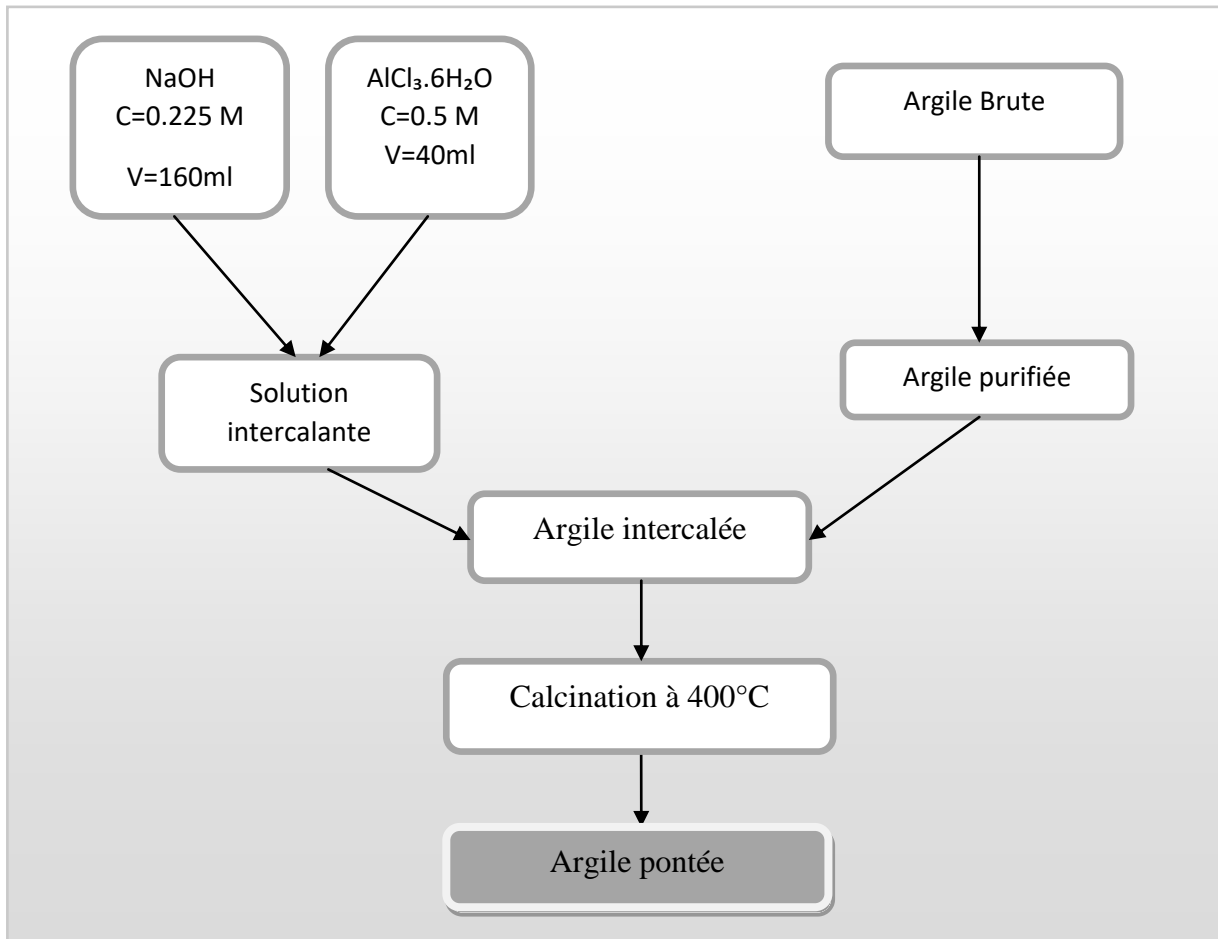 NaOH
C=0.225 M
V=160ml
AlCl₃.6H₂O
C=0.5 M
V=40ml
Argile Brute
Solution
intercalante
Argile purifiée
Argile intercalée
Calcination à 400°C
Argile pontée